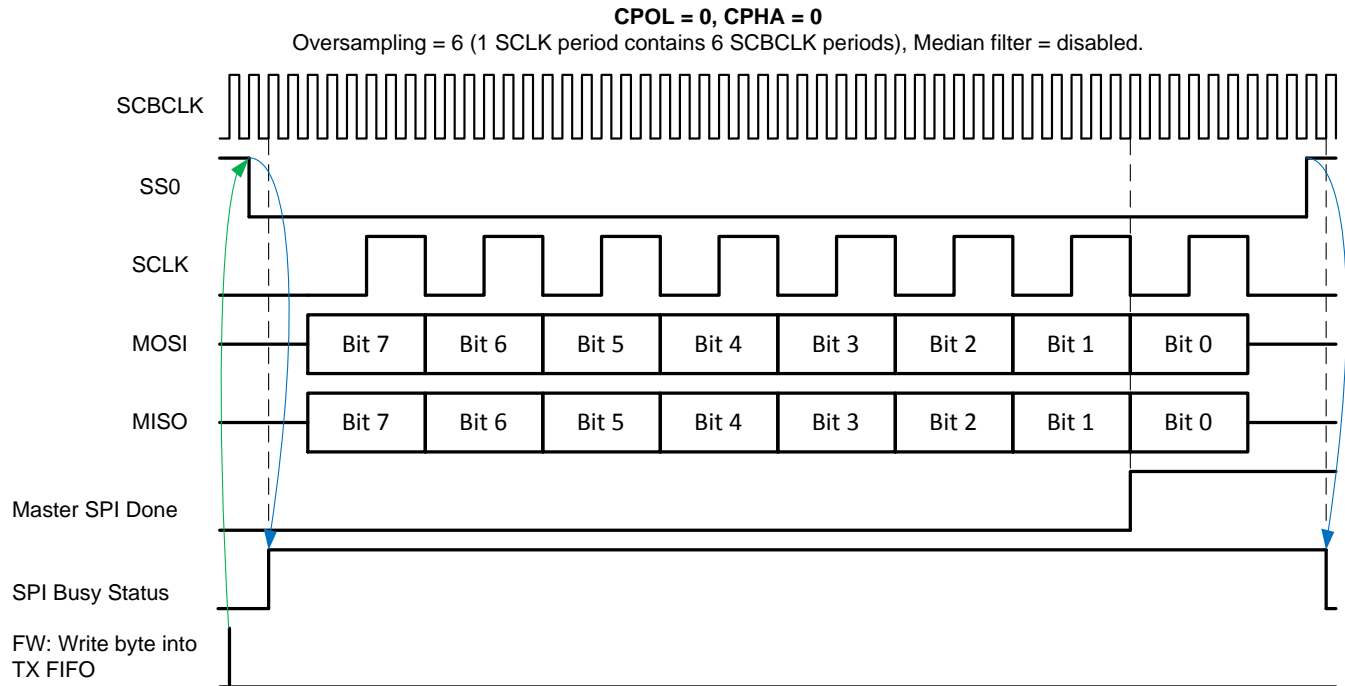 CPOL = 0, CPHA = 0
Oversampling = 6 (1 SCLK period contains 6 SCBCLK periods), Median filter = disabled.
SCBCLK
SS0
SCLK
MOSI
Bit 7 Bit 6 Bit 5 Bit 4 Bit 3 Bit 2 Bit 1 Bit 0
MISO
Bit 7 Bit 6 Bit 5 Bit 4 Bit 3 Bit 2 Bit 1 Bit 0
Master SPI Done
SPI Busy Status
FW: Write byte into
TX FIFO